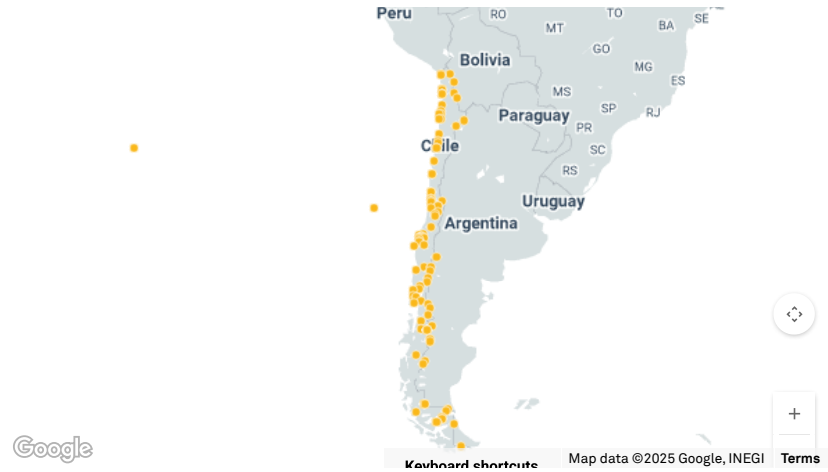 Peru
RO
TO
SE
MT
BA
GO
Bolivia
MG
ES
MS
SP
RJ
Paraguay
PR
Chile
SC
RS
Uruguay
Argentina
Google
Keyboard shortcuts
Map data ©2025 Google, INEGI
Terms